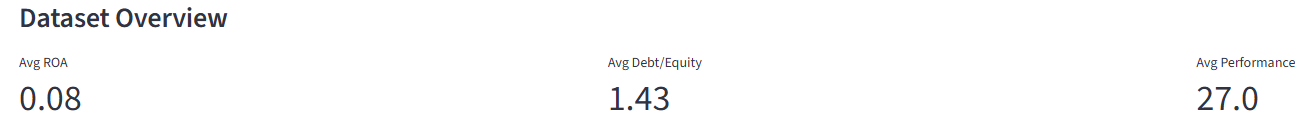 Dataset Overview
Avg ROA
0.08
Avg Debt/Equity
1.43
Avg Performance
27.0